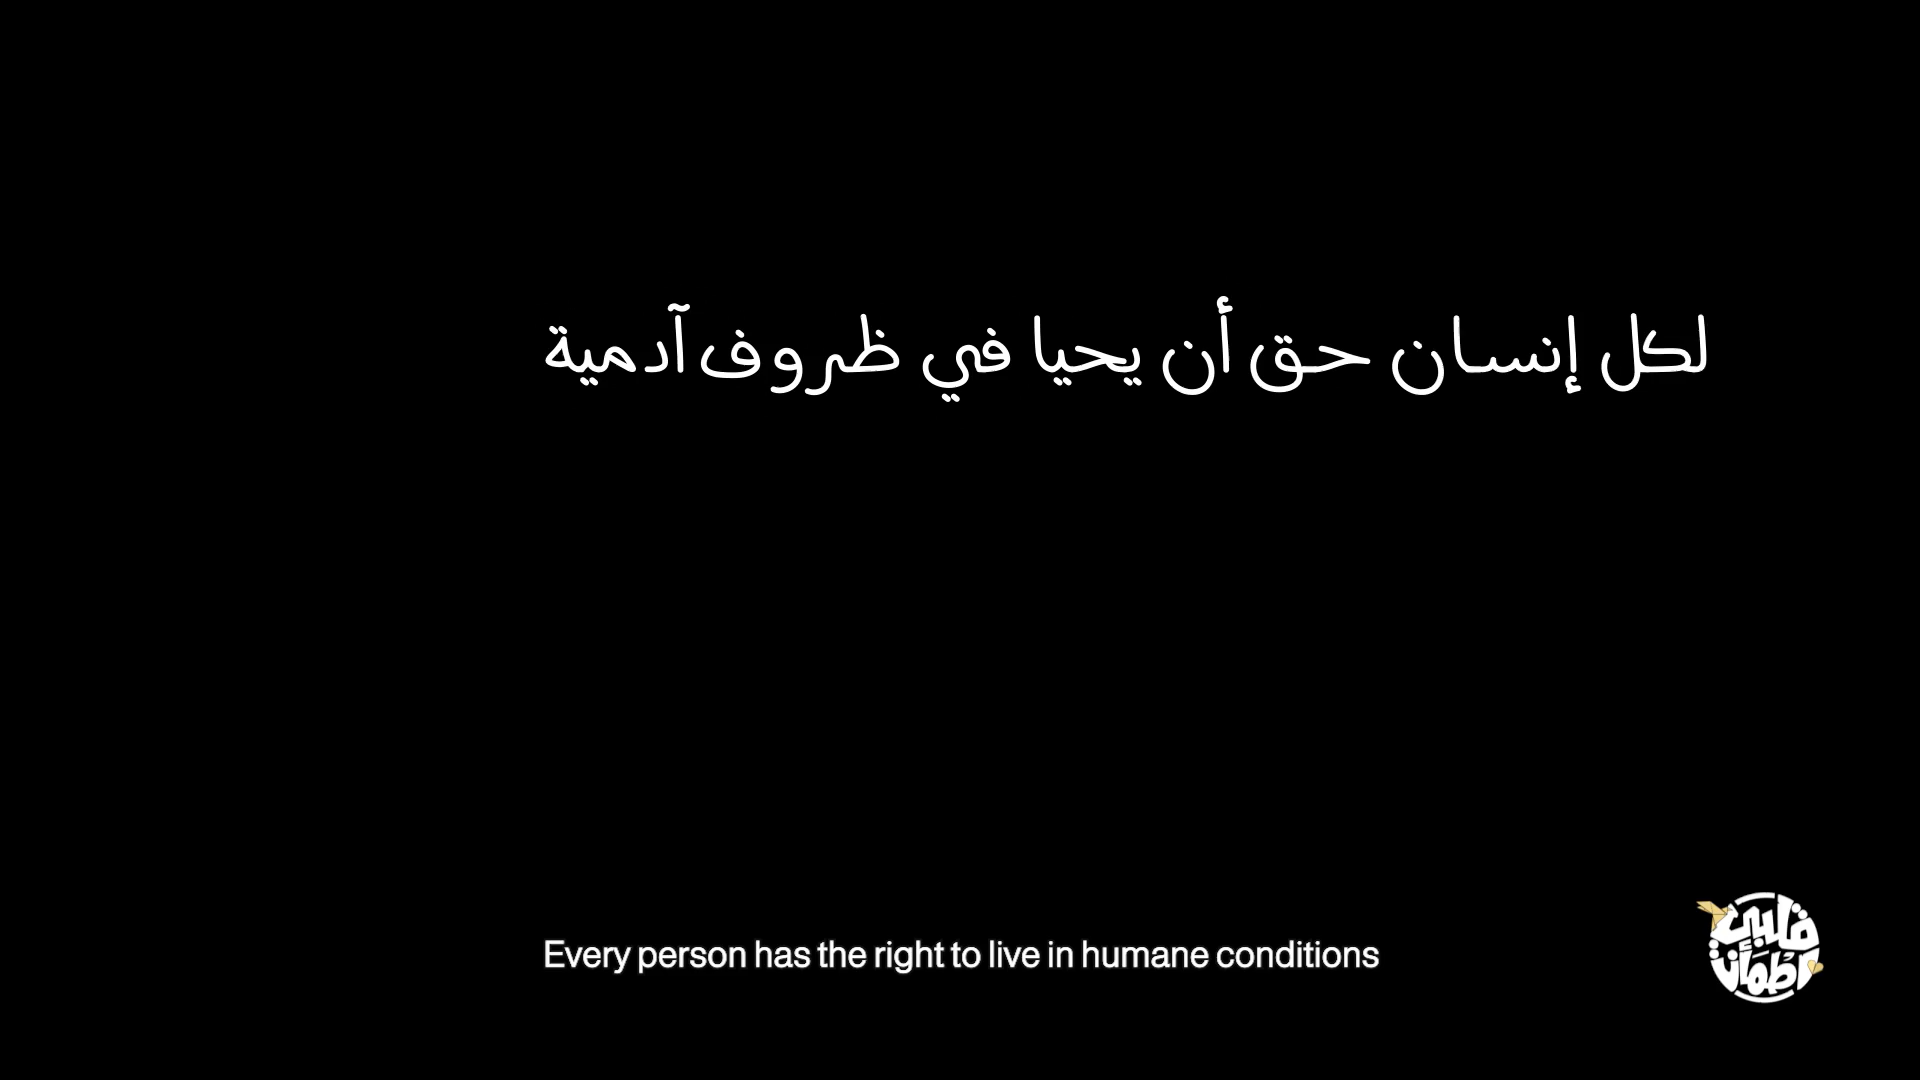 لكل إنسان حق أن يحيا في ظروف آدمية
Every person has the right to live in humane conditions
قلبي اطمأن